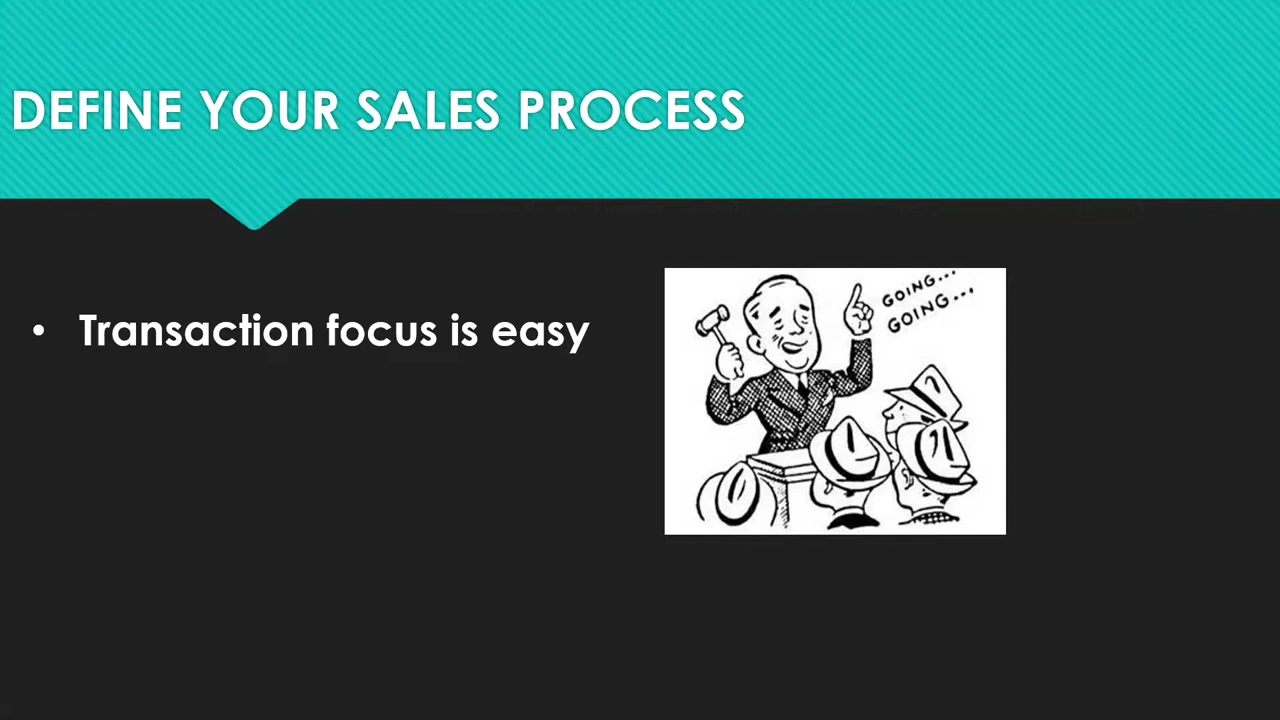 DEFINE YOUR SALES PROCESS
• Transaction focus is easy
GOING...
GOING...